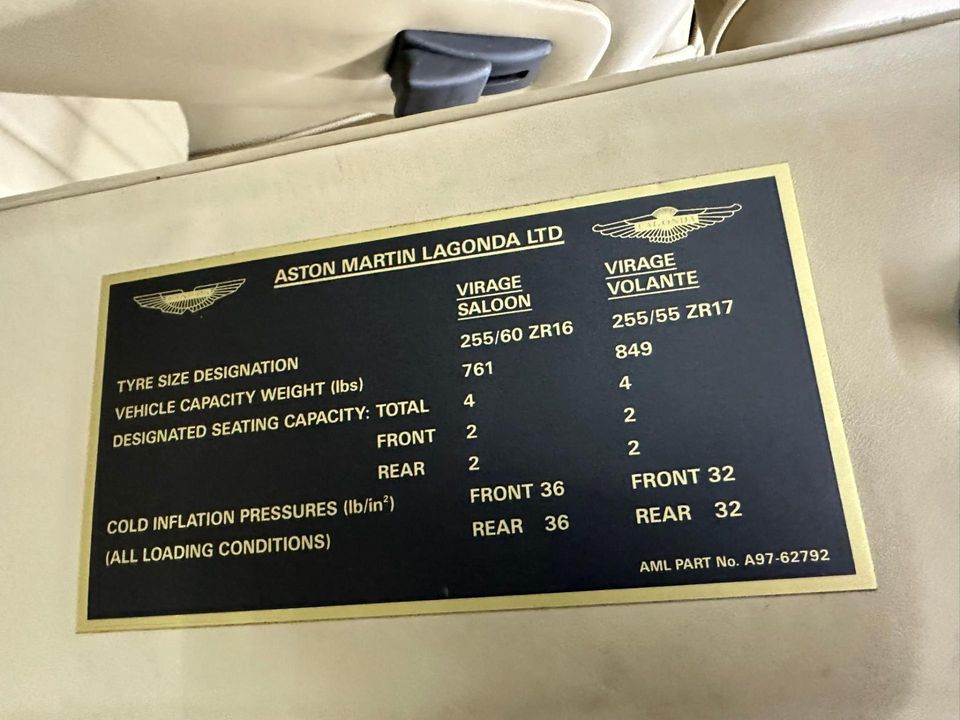 ASTON MARTIN LAGONDA LTD
LAGONDA
VIRAGE SALOON VIRAGE VOLANTE
TYRE SIZE DESIGNATION 255/60 ZR16 255/55 ZR17
VEHICLE CAPACITY WEIGHT (lbs) 761 849
DESIGNATED SEATING CAPACITY: TOTAL 4 4
FRONT 2 2
REAR 2 2
COLD INFLATION PRESSURES (lb/in²) FRONT 36 FRONT 32
(ALL LOADING CONDITIONS) REAR 36 REAR 32
AML PART No. A97-62792